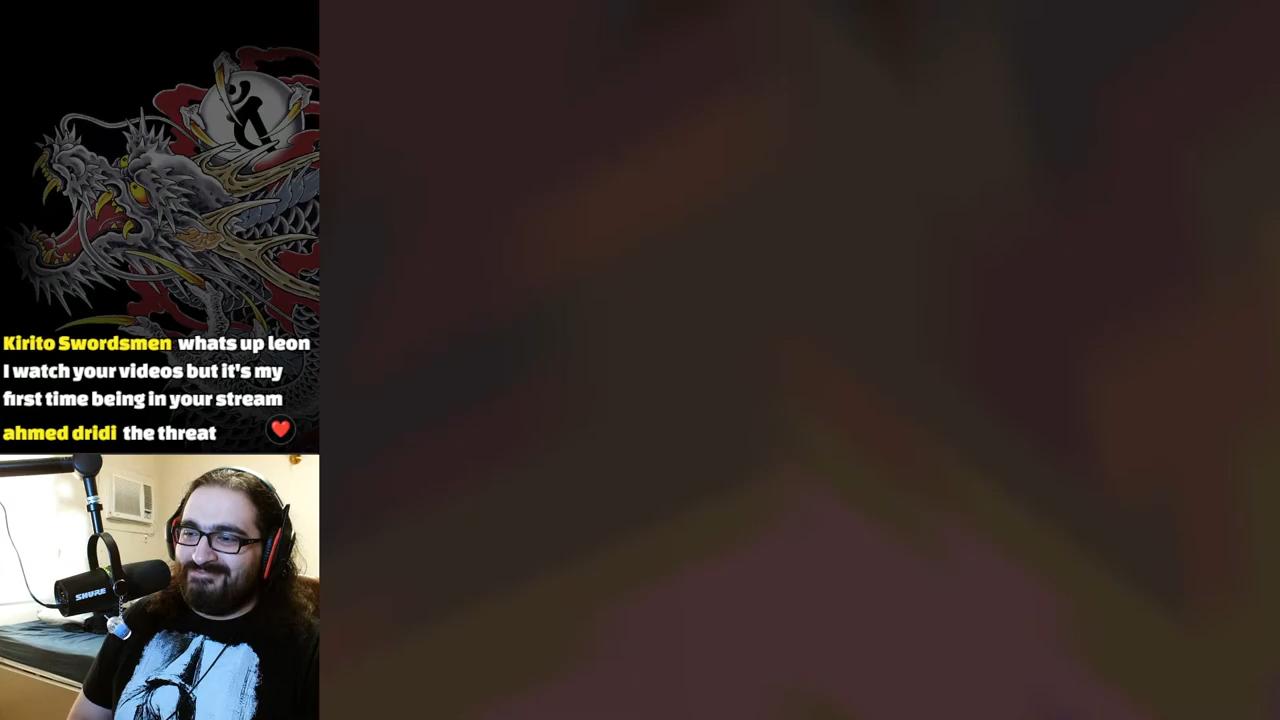 Kirito Swordsmen whats up leon
I watch your videos but it's my
first time being in your stream
ahmed dridi the threat ❤️
SHURE